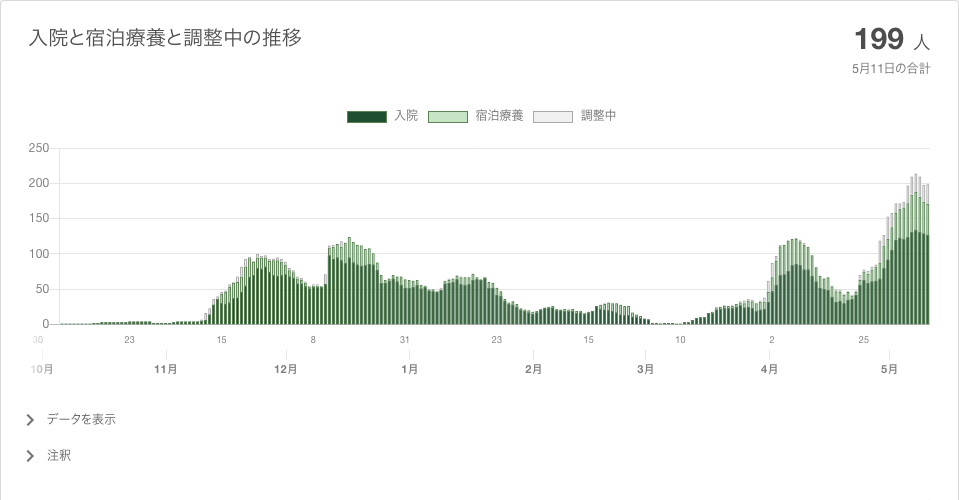 入院と宿泊療養と調整中の推移
199 人
5月11日の合計
入院 宿泊療養 調整中
250
200
150
100
50
0
30 23 15 8 31 23 15 10 2 25
10月 11月 12月 1月 2月 3月 4月 5月
データを表示
注釈